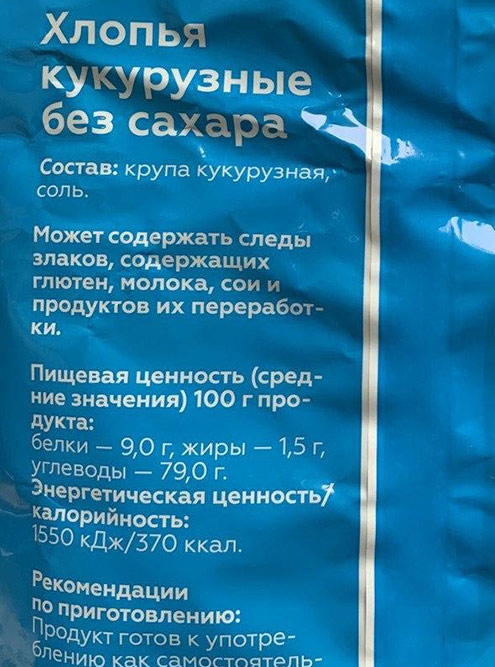 Хлопья
кукурузные
без сахара
Состав: крупа кукурузная,
соль.
Может содержать следы
злаков, содержащих
глютен, молока, сои и
продуктов их переработ-
ки.
Пищевая ценность (сред-
ние значения) 100 г про-
дукта:
белки — 9,0 г, жиры — 1,5 г,
углеводы — 79,0 г.
Энергетическая ценность/
калорийность:
1550 кДж/370 ккал.
Рекомендации
по приготовлению:
Продукт готов к употре-
блению как самостоятель-